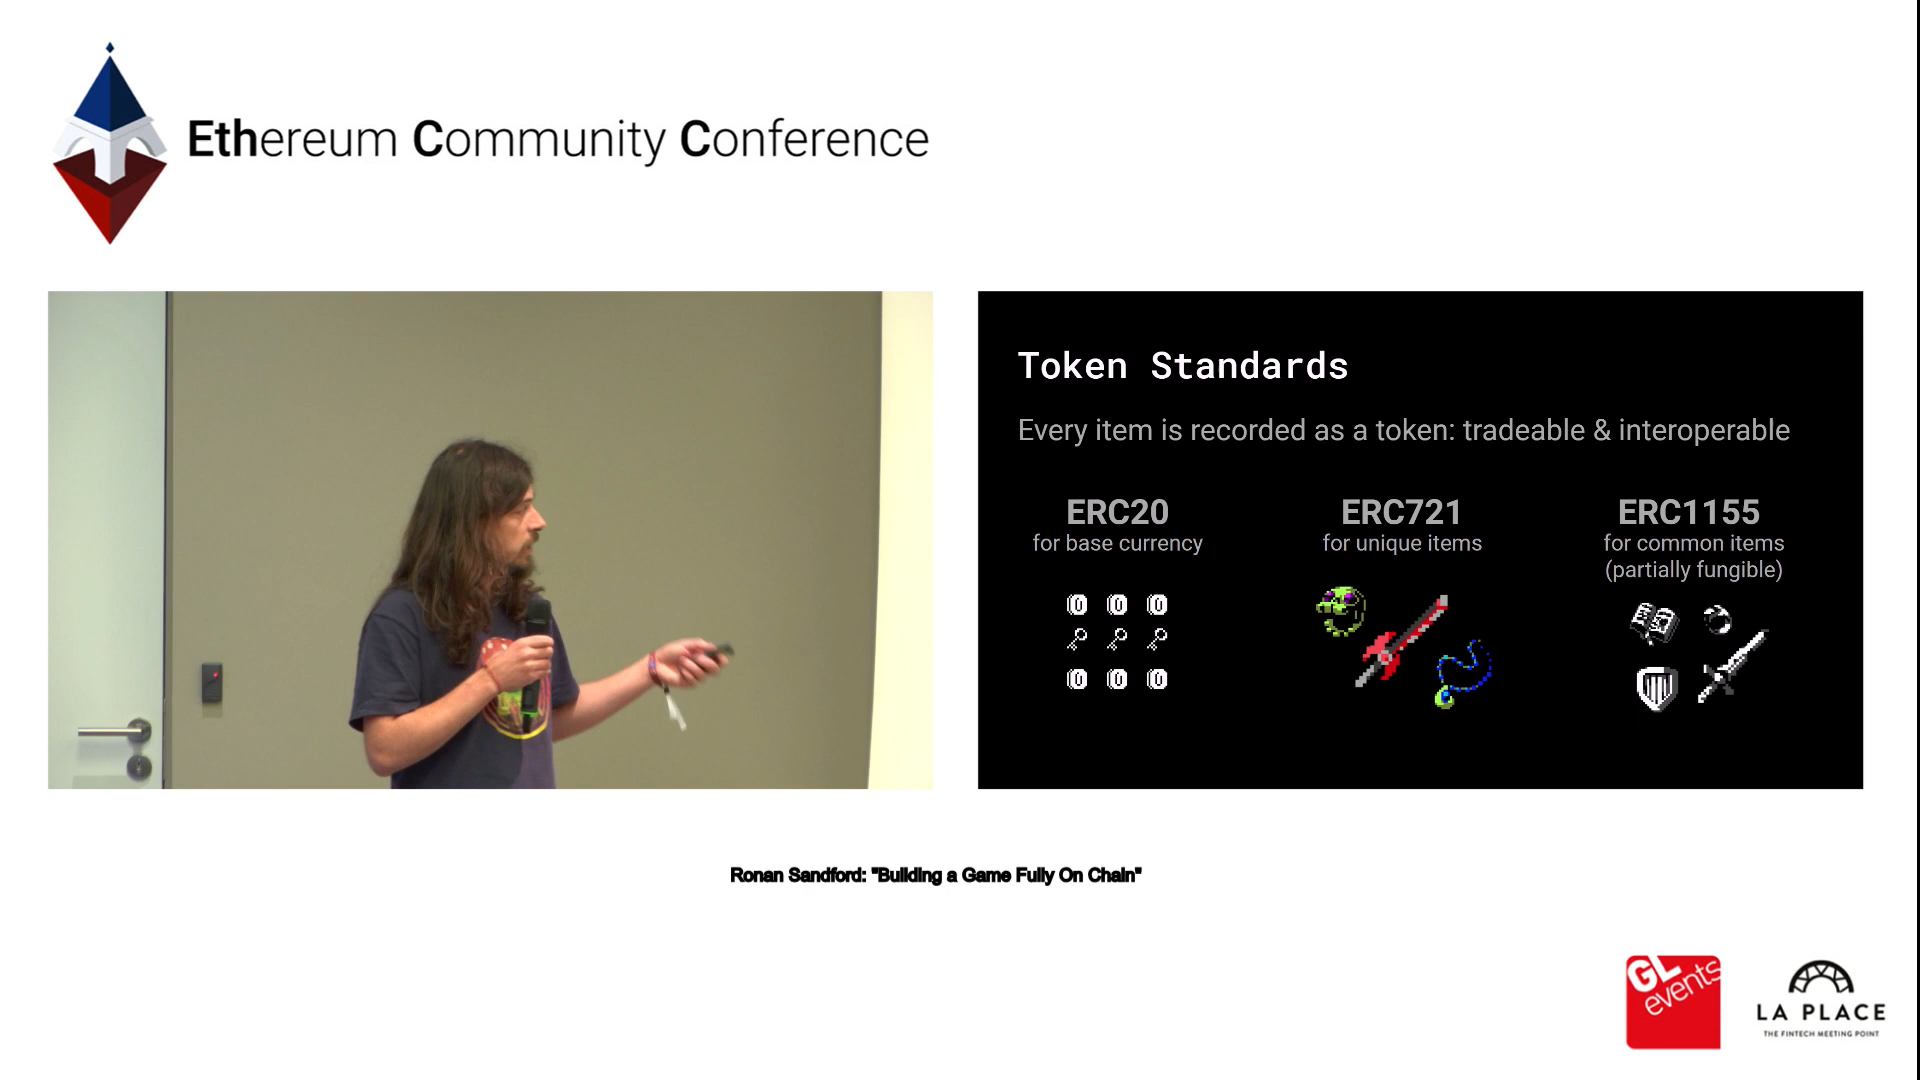 Ethereum Community Conference
Token Standards
Every item is recorded as a token: tradeable & interoperable
ERC20
for base currency
ERC721
for unique items
ERC1155
for common items
(partially fungible)
Ronan Sandford: "Building a Game Fully On Chain"
GL
events
LA PLACE
THE FINTECH MEETING POINT